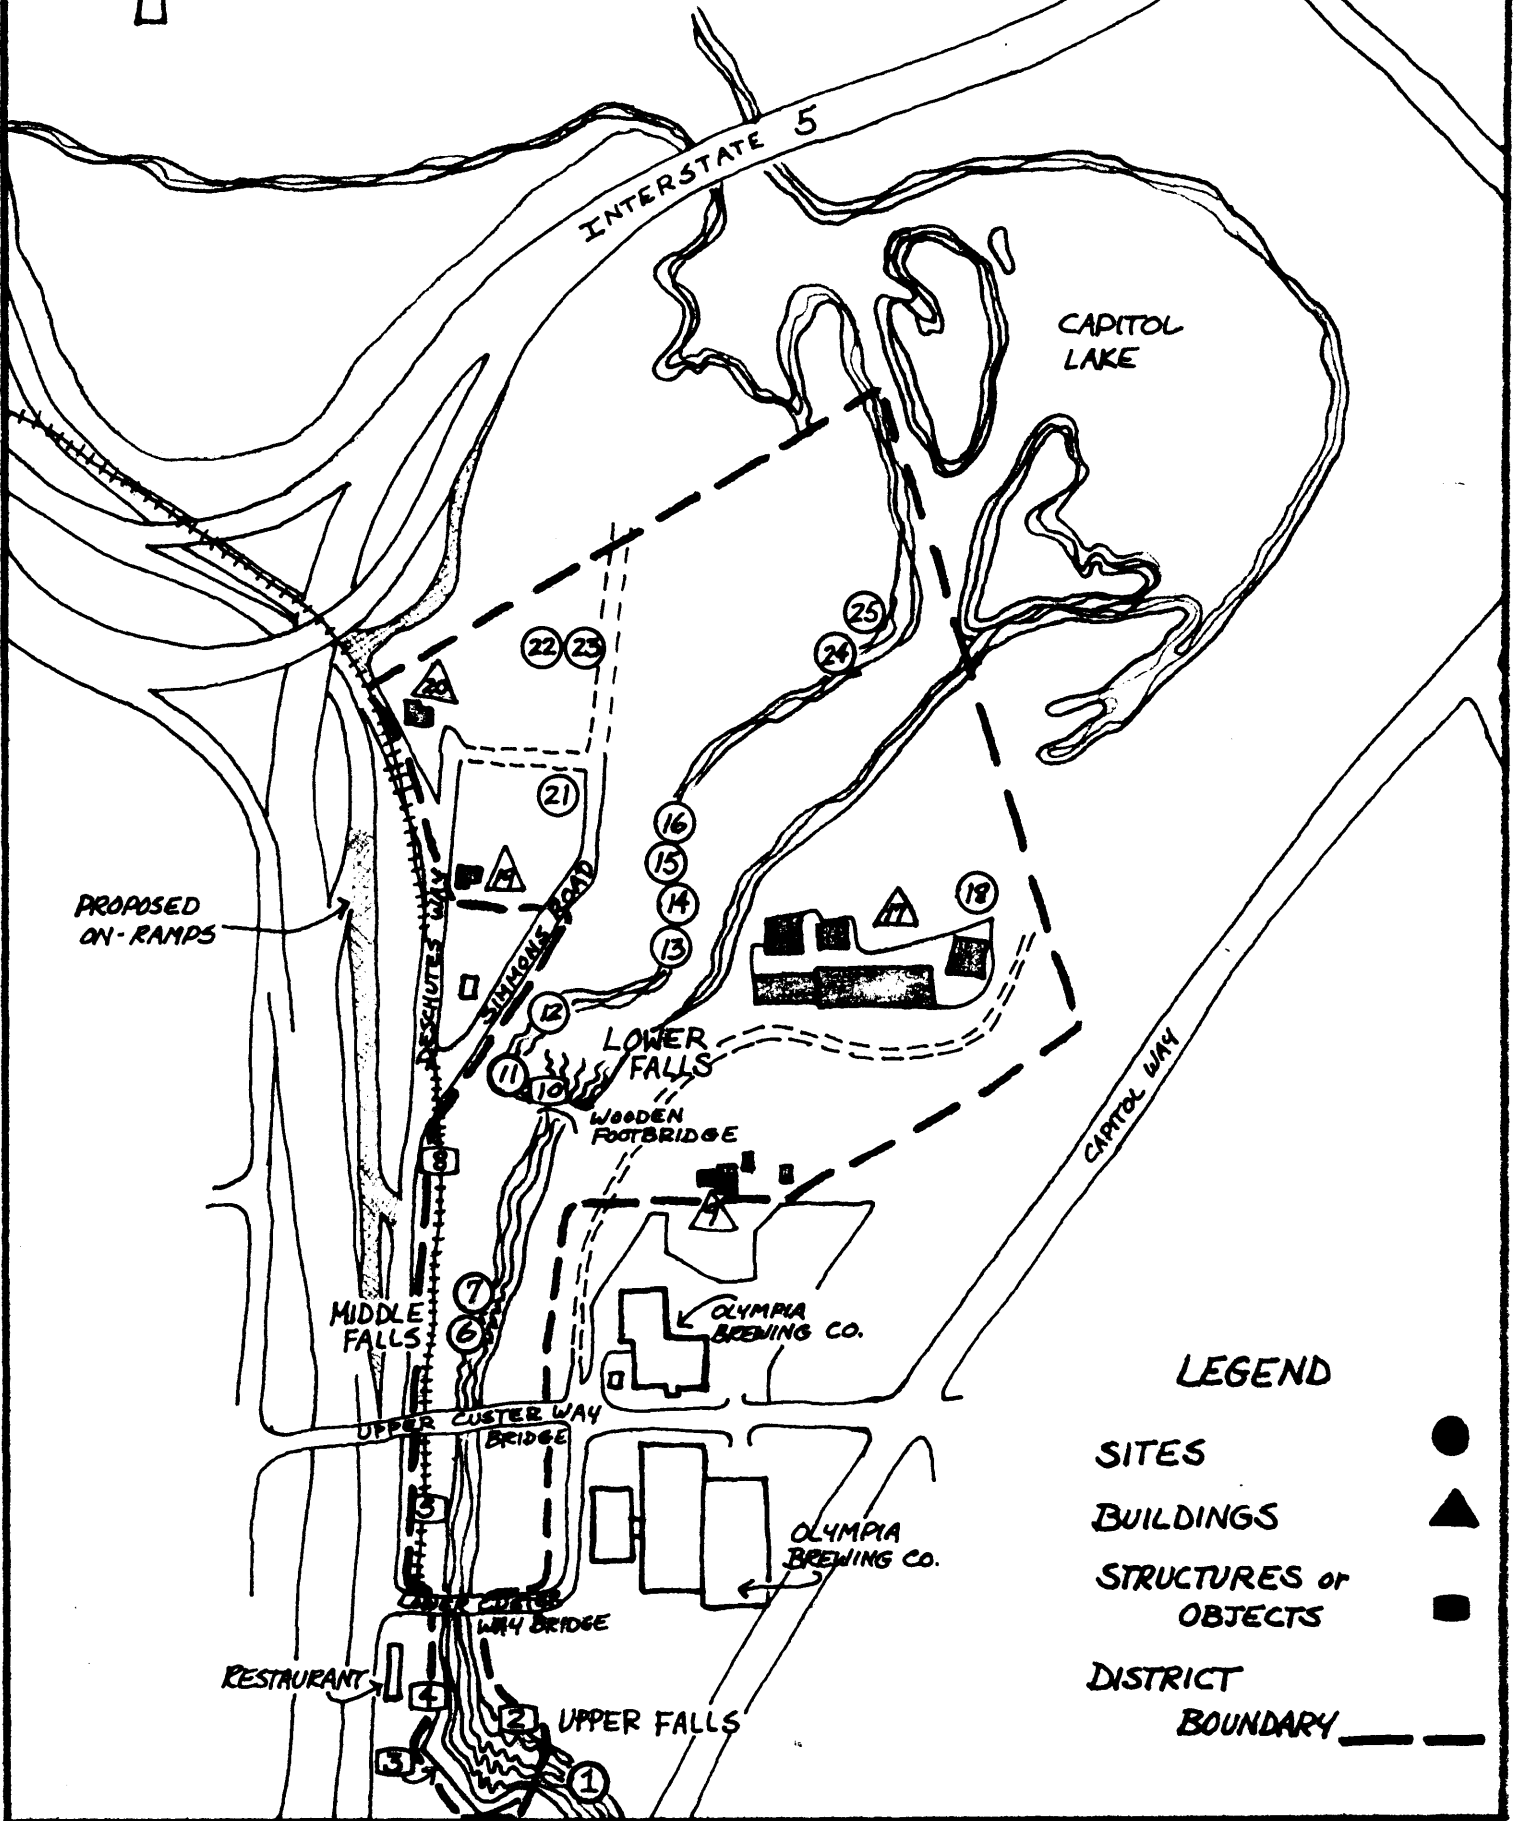 INTERSTATE 5
CAPITOL
LAKE
25
22
23
24
20
21
16
15
19
14
17
18
13
PROPOSED
ON-RAMPS
DESCHUTES WAY
SIMMONS ROAD
12
LOWER
FALLS
11
10
WOODEN
FOOTBRIDGE
CAPITOL WAY
8
9
7
6
MIDDLE
FALLS
OLYMPIA
BREWING CO.
LEGEND
UPPER CUSTER WAY
BRIDGE
SITES
5
BUILDINGS
OLYMPIA
BREWING CO.
STRUCTURES or
OBJECTS
LOWER CUSTER
WAY BRIDGE
RESTAURANT
4
2
UPPER FALLS
DISTRICT
BOUNDARY
3
1